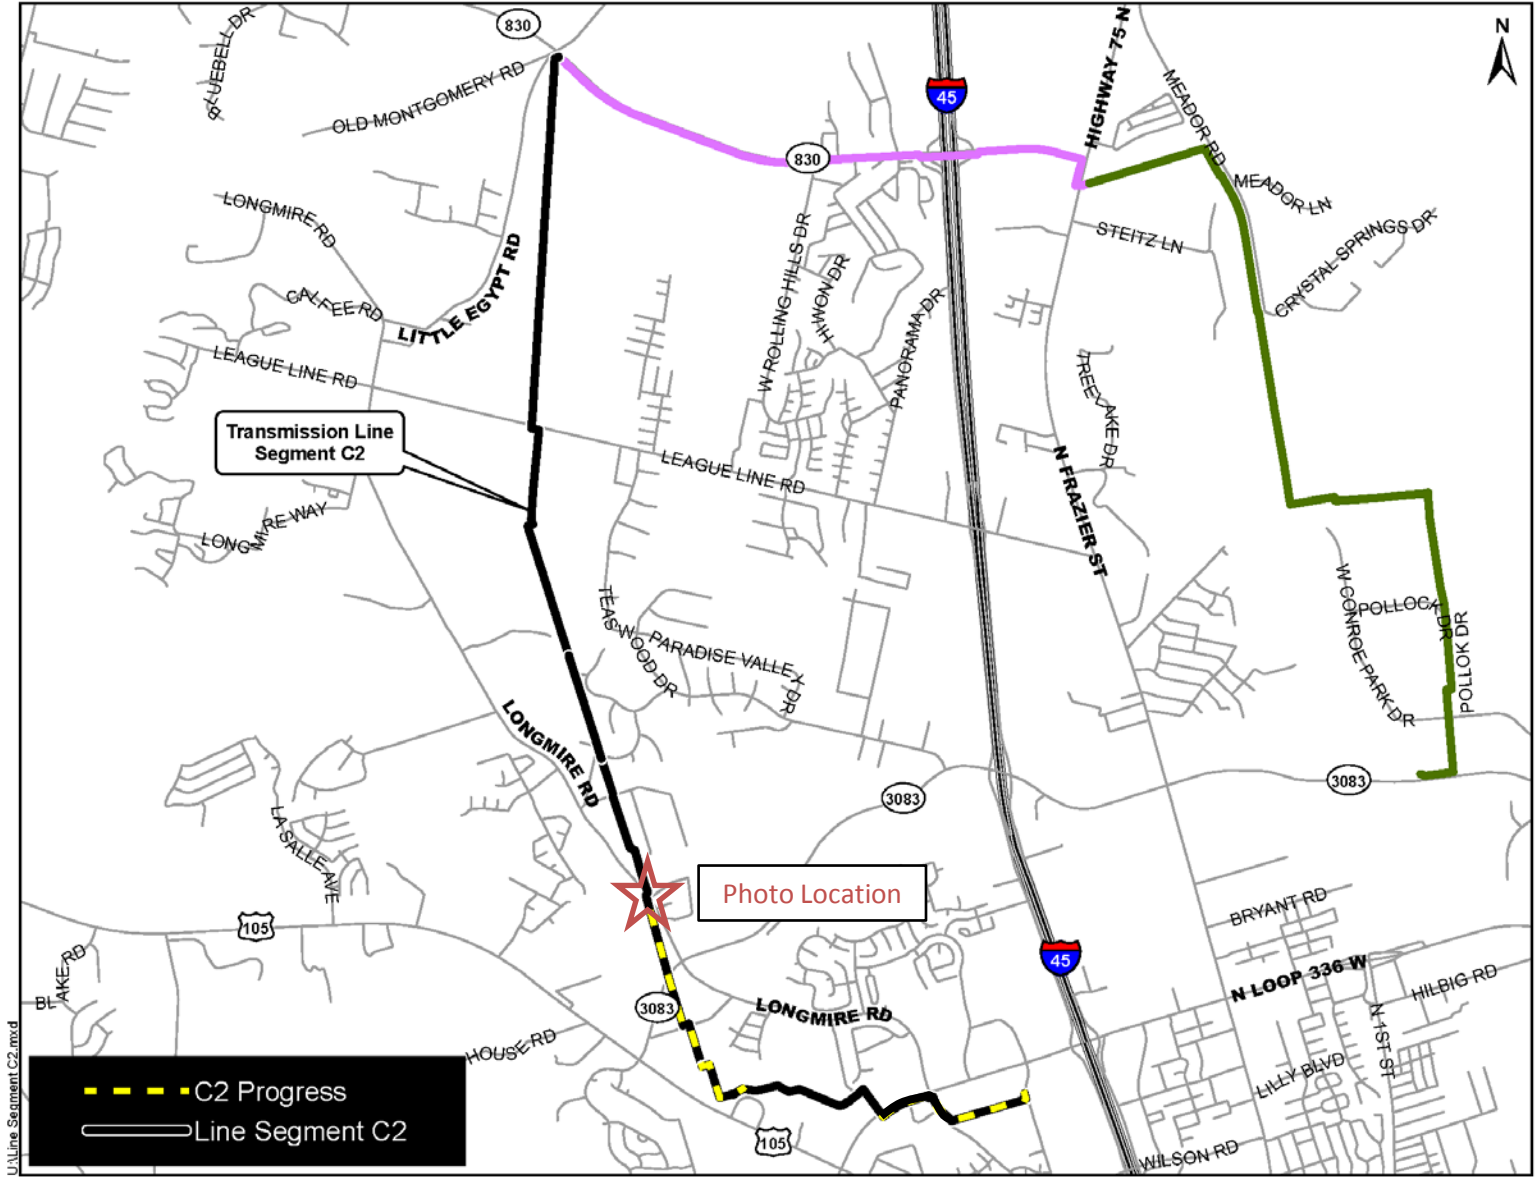 830
BLUEBELL DR
OLD MONTGOMERY RD
45
HIGHWAY 75 N
MEADOR RD
N
830
MEADOR LN
LONGMIRE RD
STEITZ LN
CRYSTAL SPRINGS DR
LITTLE EGYPT RD
W ROLLING HILLS DR
HIWON DR
PANORAMA DR
CALFEE RD
LEAGUE LINE RD
TREELAKE DR
Transmission Line
Segment C2
LEAGUE LINE RD
N FRAZIER ST
LONGMIRE WAY
TEASWOOD DR
PARADISE VALLEY DR
W CONROE PARK DR
POLLOCK DR
POLLOK DR
LONGMIRE RD
3083
3083
LA SALLE AVE
Photo Location
BRYANT RD
105
45
BLAKE RD
N LOOP 336 W
HILBIG RD
3083
LONGMIRE RD
N 1ST ST
HOUSE RD
LILLY BLVD
105
WILSON RD
C2 Progress
Line Segment C2
U:\Line Segment C2.mxd